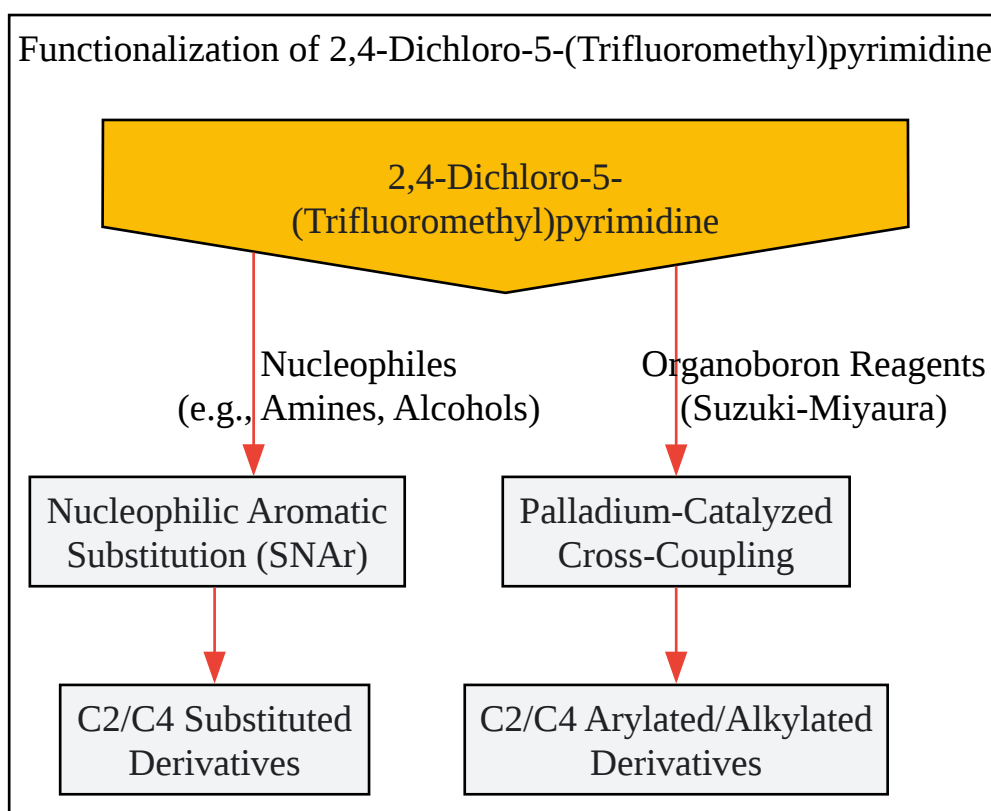 Functionalization of 2,4-Dichloro-5-(Trifluoromethyl)pyrimidine
2,4-Dichloro-5-
(Trifluoromethyl)pyrimidine
Nucleophiles
(e.g., Amines, Alcohols)
Organoboron Reagents
(Suzuki-Miyaura)
Nucleophilic Aromatic
Substitution (SNAr)
Palladium-Catalyzed
Cross-Coupling
C2/C4 Substituted
Derivatives
C2/C4 Arylated/Alkylated
Derivatives